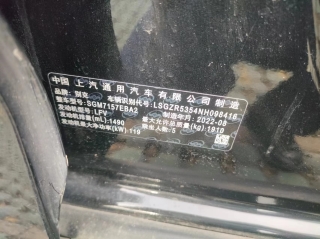 中国 上汽通用汽车有限公司制造
品牌：别克 车辆识别代号：LSGZR5354NH098416
整车型号：SGM7157EBA2 制造年月：2022-08
发动机型号：LFV 最大允许总质量(kg)：1910
发动机排量(mL)：1490 乘坐人数：5
发动机最大净功率(kW)：119